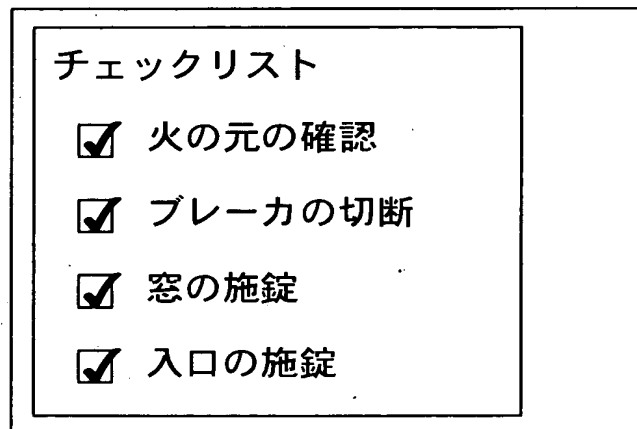 チェックリスト
☑ 火の元の確認
☑ ブレーカの切断
☑ 窓の施錠
☑ 入口の施錠